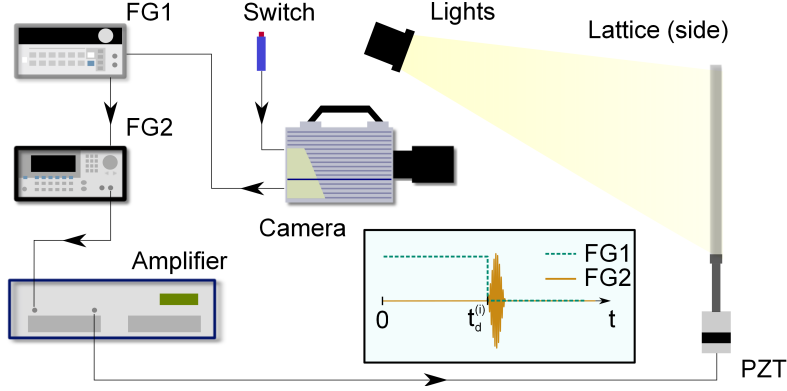 FG1
Switch
Lights
Lattice (side)
FG2
Camera
Amplifier
FG1
FG2
0
t_d^(i)
t
PZT